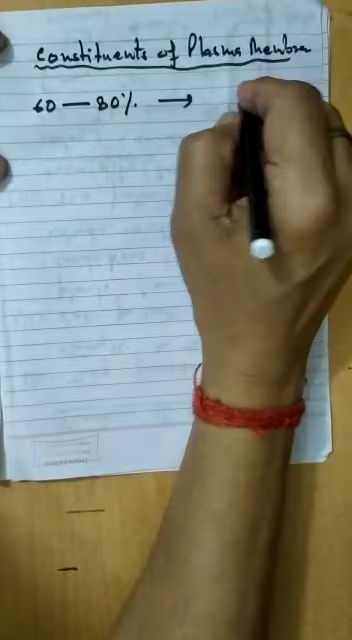 Constituents of Plasma Membra
60 — 80% →